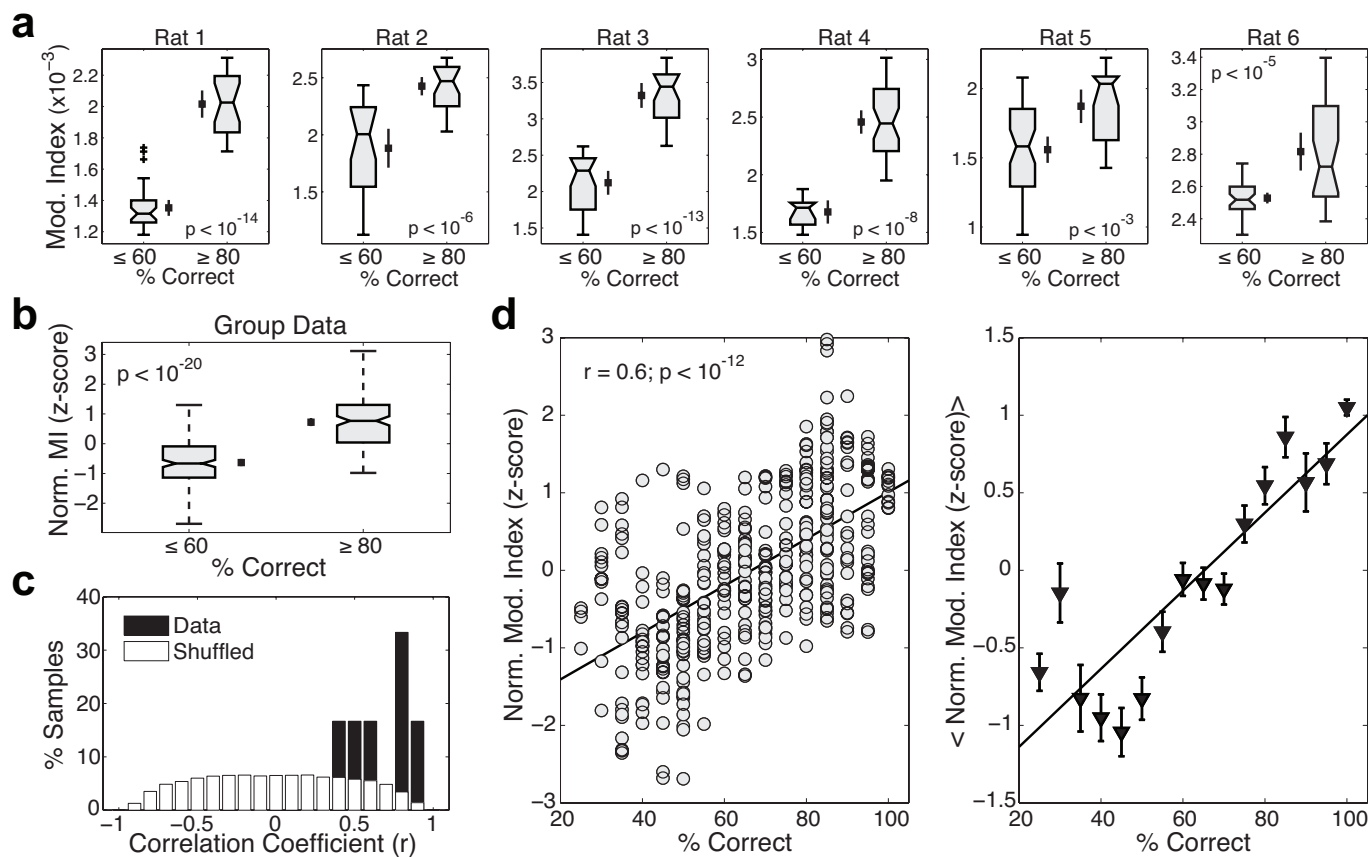 a
Rat 1
Rat 2
Rat 3
Rat 4
Rat 5
Rat 6
Mod. Index (x10⁻³)
2.2
2
1.8
1.6
1.4
1.2
p < 10⁻¹⁴
≤ 60
≥ 80
% Correct
2.5
2
1.5
p < 10⁻⁶
≤ 60
≥ 80
% Correct
3.5
3
2.5
2
1.5
p < 10⁻¹³
≤ 60
≥ 80
% Correct
3
2.5
2
1.5
p < 10⁻⁸
≤ 60
≥ 80
% Correct
2
1.5
1
p < 10⁻³
≤ 60
≥ 80
% Correct
3.4
3.2
3
2.8
2.6
2.4
p < 10⁻⁵
≤ 60
≥ 80
% Correct
b
Group Data
Norm. MI (z-score)
3
2
1
0
−1
−2
p < 10⁻²⁰
≤ 60
≥ 80
% Correct
c
% Samples
40
30
20
10
0
Data
Shuffled
−1
−0.5
0
0.5
1
Correlation Coefficient (r)
d
Norm. Mod. Index (z-score)
3
2
1
0
−1
−2
−3
r = 0.6; p < 10⁻¹²
20
40
60
80
100
% Correct
< Norm. Mod. Index (z-score)>
1.5
1
0.5
0
−0.5
−1
−1.5
20
40
60
80
100
% Correct